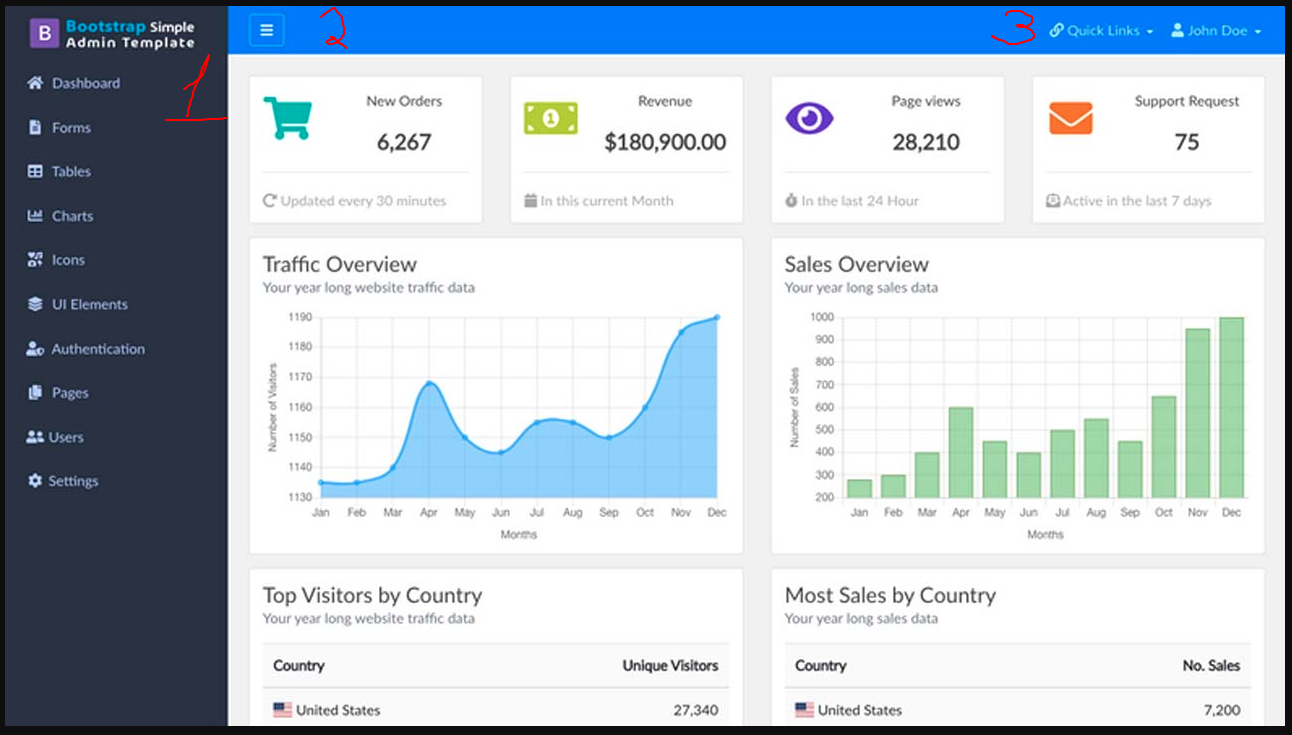 B Bootstrap Simple
Admin Template
1
2
3
Quick Links
John Doe
Dashboard
Forms
Tables
Charts
Icons
UI Elements
Authentication
Pages
Users
Settings
New Orders
6,267
Updated every 30 minutes
Revenue
1
$180,900.00
In this current Month
Page views
28,210
In the last 24 Hour
Support Request
75
Active in the last 7 days
Traffic Overview
Your year long website traffic data
Number of Visitors
1190
1180
1170
1160
1150
1140
1130
Jan Feb Mar Apr May Jun Jul Aug Sep Oct Nov Dec
Months
Sales Overview
Your year long sales data
Number of Sales
1000
900
800
700
600
500
400
300
200
Jan Feb Mar Apr May Jun Jul Aug Sep Oct Nov Dec
Months
Top Visitors by Country
Your year long website traffic data
Country Unique Visitors
United States 27,340
Most Sales by Country
Your year long sales data
Country No. Sales
United States 7,200